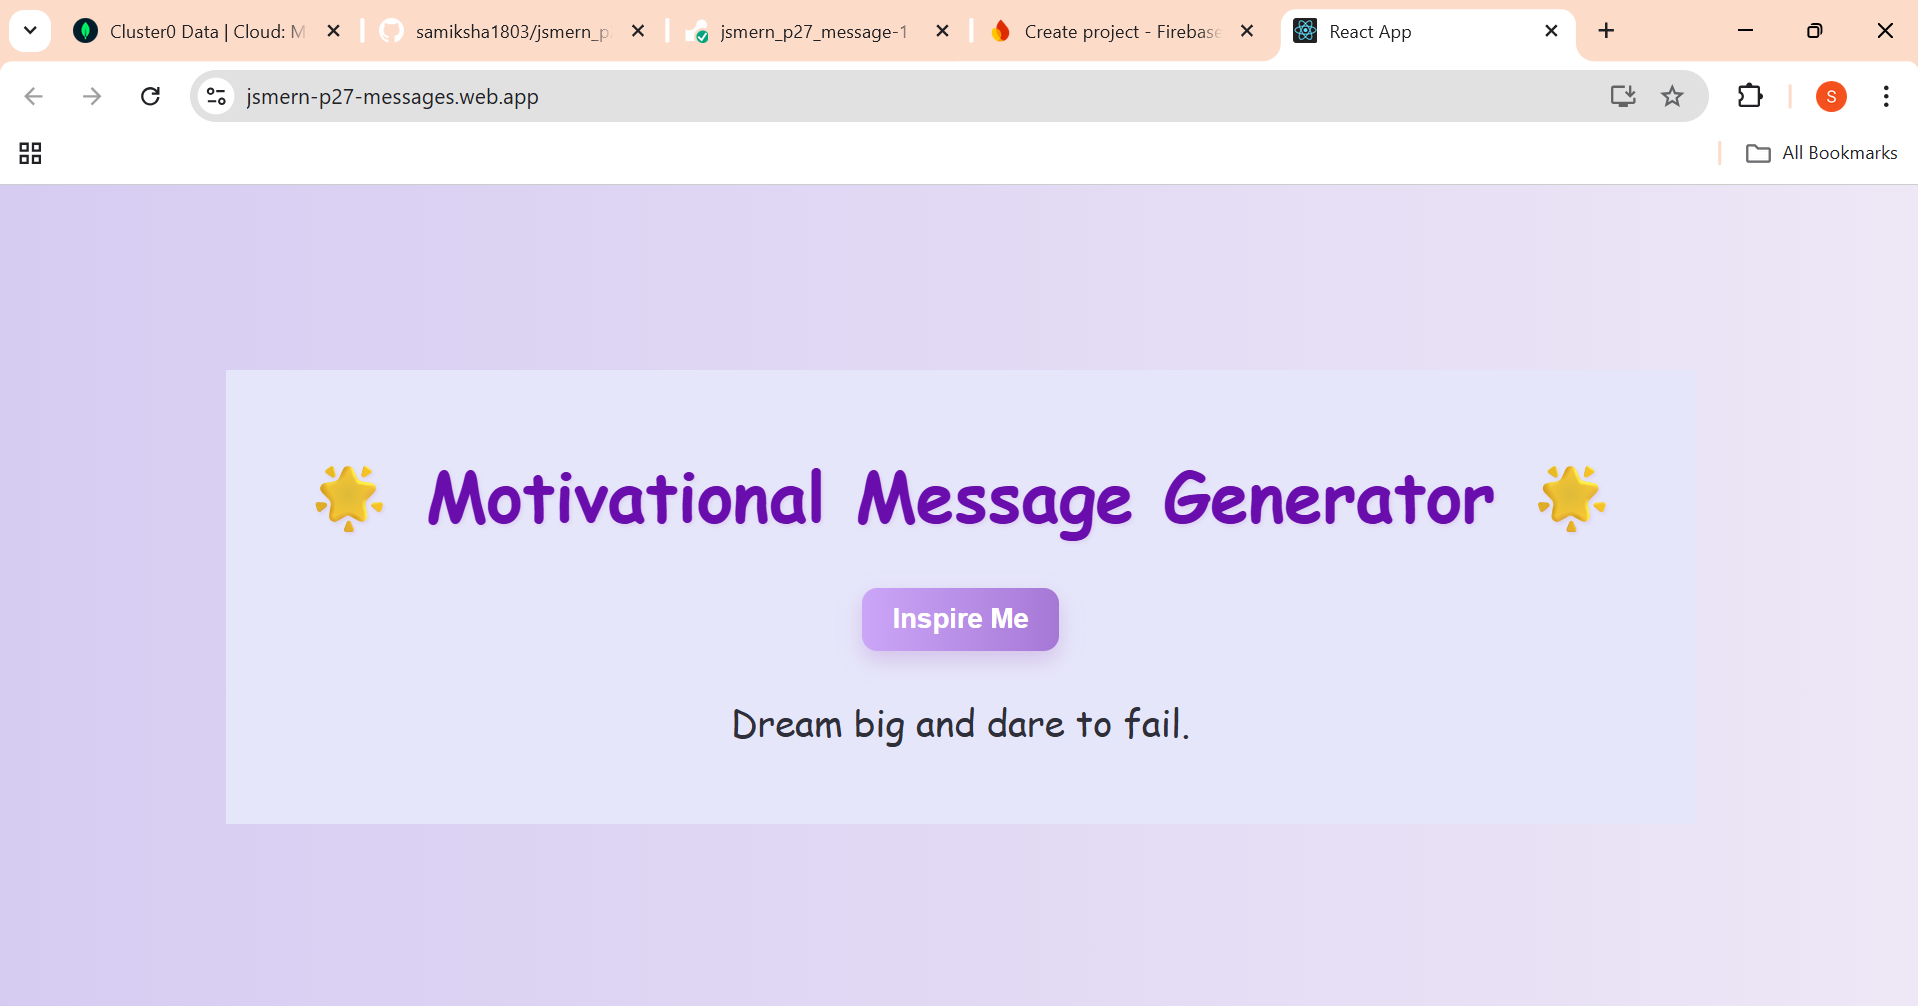 Cluster0 Data | Cloud: M
samiksha1803/jsmern_p
jsmern_p27_message-1
Create project - Firebase
React App
jsmern-p27-messages.web.app
S
All Bookmarks
🌟 Motivational Message Generator 🌟
Inspire Me
Dream big and dare to fail.